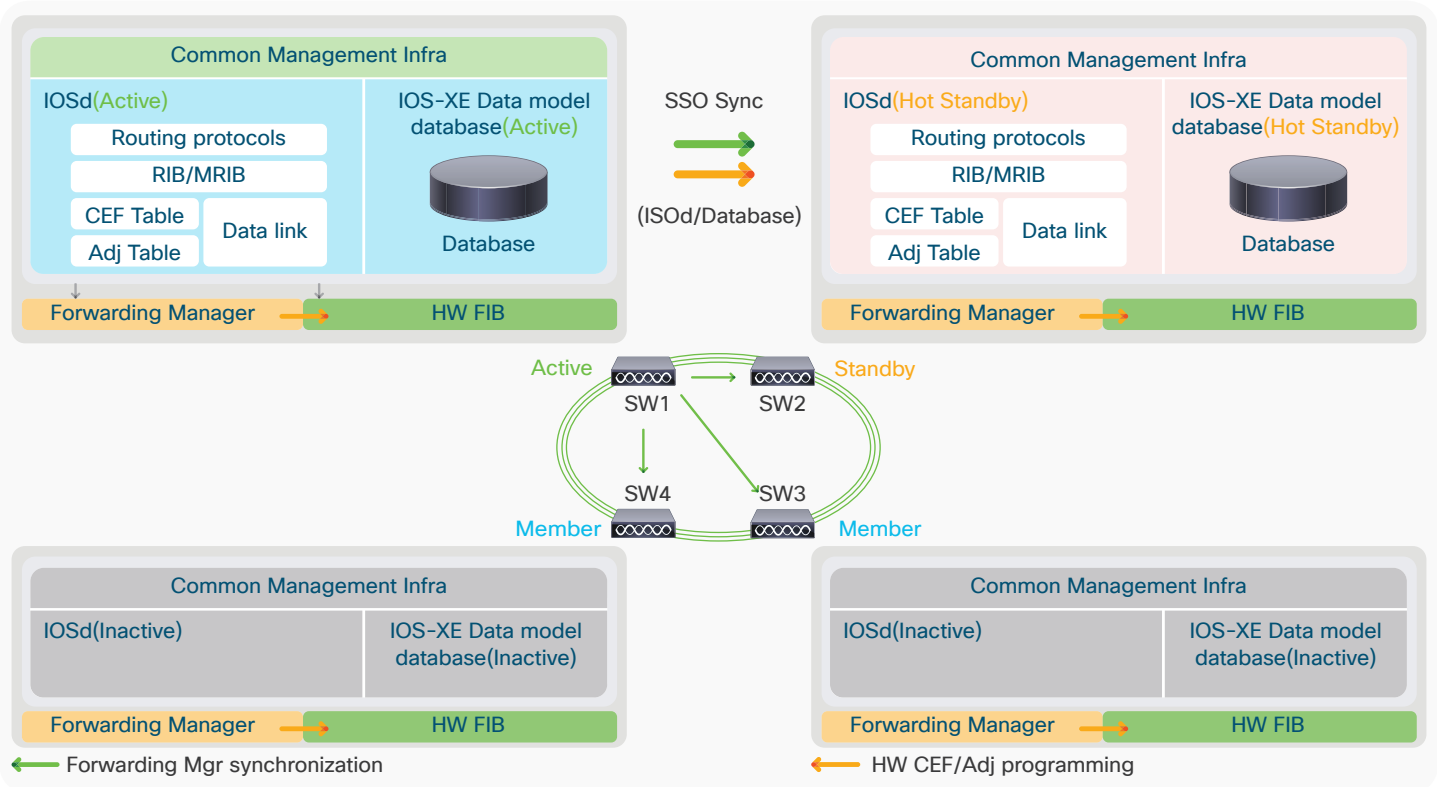 Common Management Infra
IOSd(Active)
Routing protocols
RIB/MRIB
CEF Table
Adj Table
Data link
IOS-XE Data model
database(Active)
Database
Forwarding Manager
HW FIB
SSO Sync
(ISOd/Database)
Common Management Infra
IOSd(Hot Standby)
Routing protocols
RIB/MRIB
CEF Table
Adj Table
Data link
IOS-XE Data model
database(Hot Standby)
Database
Forwarding Manager
HW FIB
Active
SW1
SW2
Standby
SW4
SW3
Member
Member
Common Management Infra
IOSd(Inactive)
IOS-XE Data model
database(Inactive)
Forwarding Manager
HW FIB
Common Management Infra
IOSd(Inactive)
IOS-XE Data model
database(Inactive)
Forwarding Manager
HW FIB
Forwarding Mgr synchronization
HW CEF/Adj programming